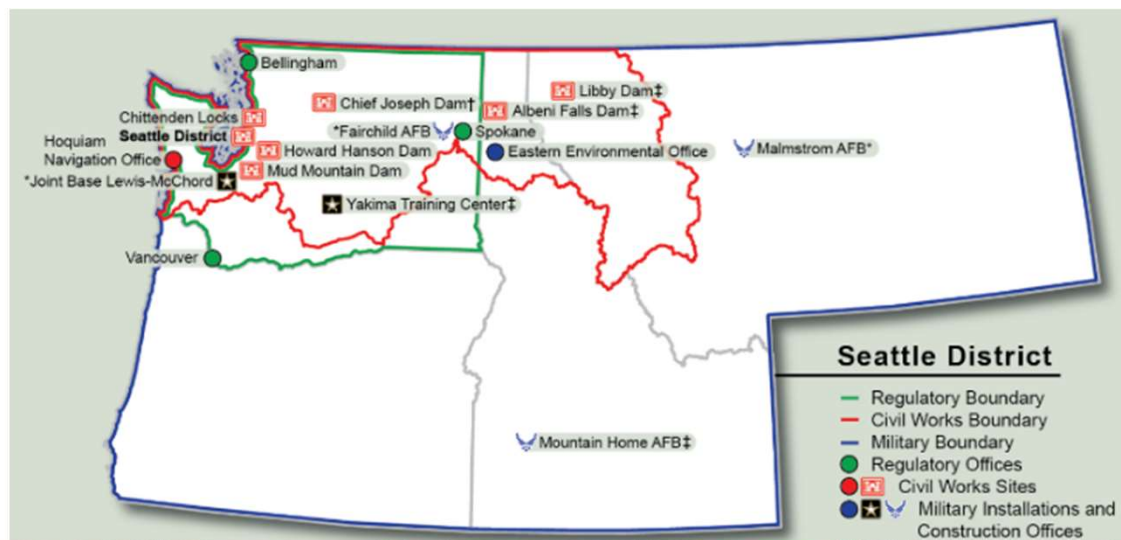 Bellingham
Libby Dam‡
Chief Joseph Dam†
Albeni Falls Dam‡
Chittenden Locks
Seattle District
*Fairchild AFB
Spokane
Hoquiam
Navigation Office
Howard Hanson Dam
Eastern Environmental Office
Malmstrom AFB*
Mud Mountain Dam
*Joint Base Lewis-McChord
Yakima Training Center‡
Vancouver
Mountain Home AFB‡
Seattle District
Regulatory Boundary
Civil Works Boundary
Military Boundary
Regulatory Offices
Civil Works Sites
Military Installations and
Construction Offices